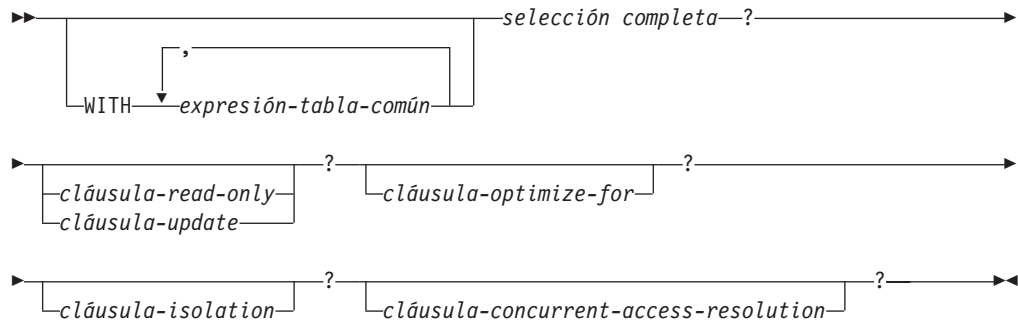 selección completa ?
,
WITH expresión-tabla-común
? ?
cláusula-read-only cláusula-optimize-for
cláusula-update
? ?
cláusula-isolation cláusula-concurrent-access-resolution